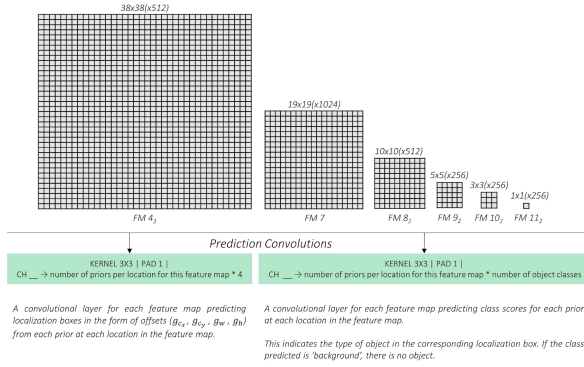 38x38(x512)
19x19(x1024)
10x10(x512)
5x5(x256)
3x3(x256)
1x1(x256)
FM 4₃
FM 7
FM 8₂
FM 9₂
FM 10₂
FM 11₂
Prediction Convolutions
KERNEL 3X3 | PAD 1 |
CH __ → number of priors per location for this feature map * 4
KERNEL 3X3 | PAD 1 |
CH __ → number of priors per location for this feature map * number of object classes
A convolutional layer for each feature map predicting
localization boxes in the form of offsets (g_c_x, g_c_y, g_w, g_h)
from each prior at each location in the feature map.
A convolutional layer for each feature map predicting class scores for each prior
at each location in the feature map.
This indicates the type of object in the corresponding localization box. If the class
predicted is 'background', there is no object.